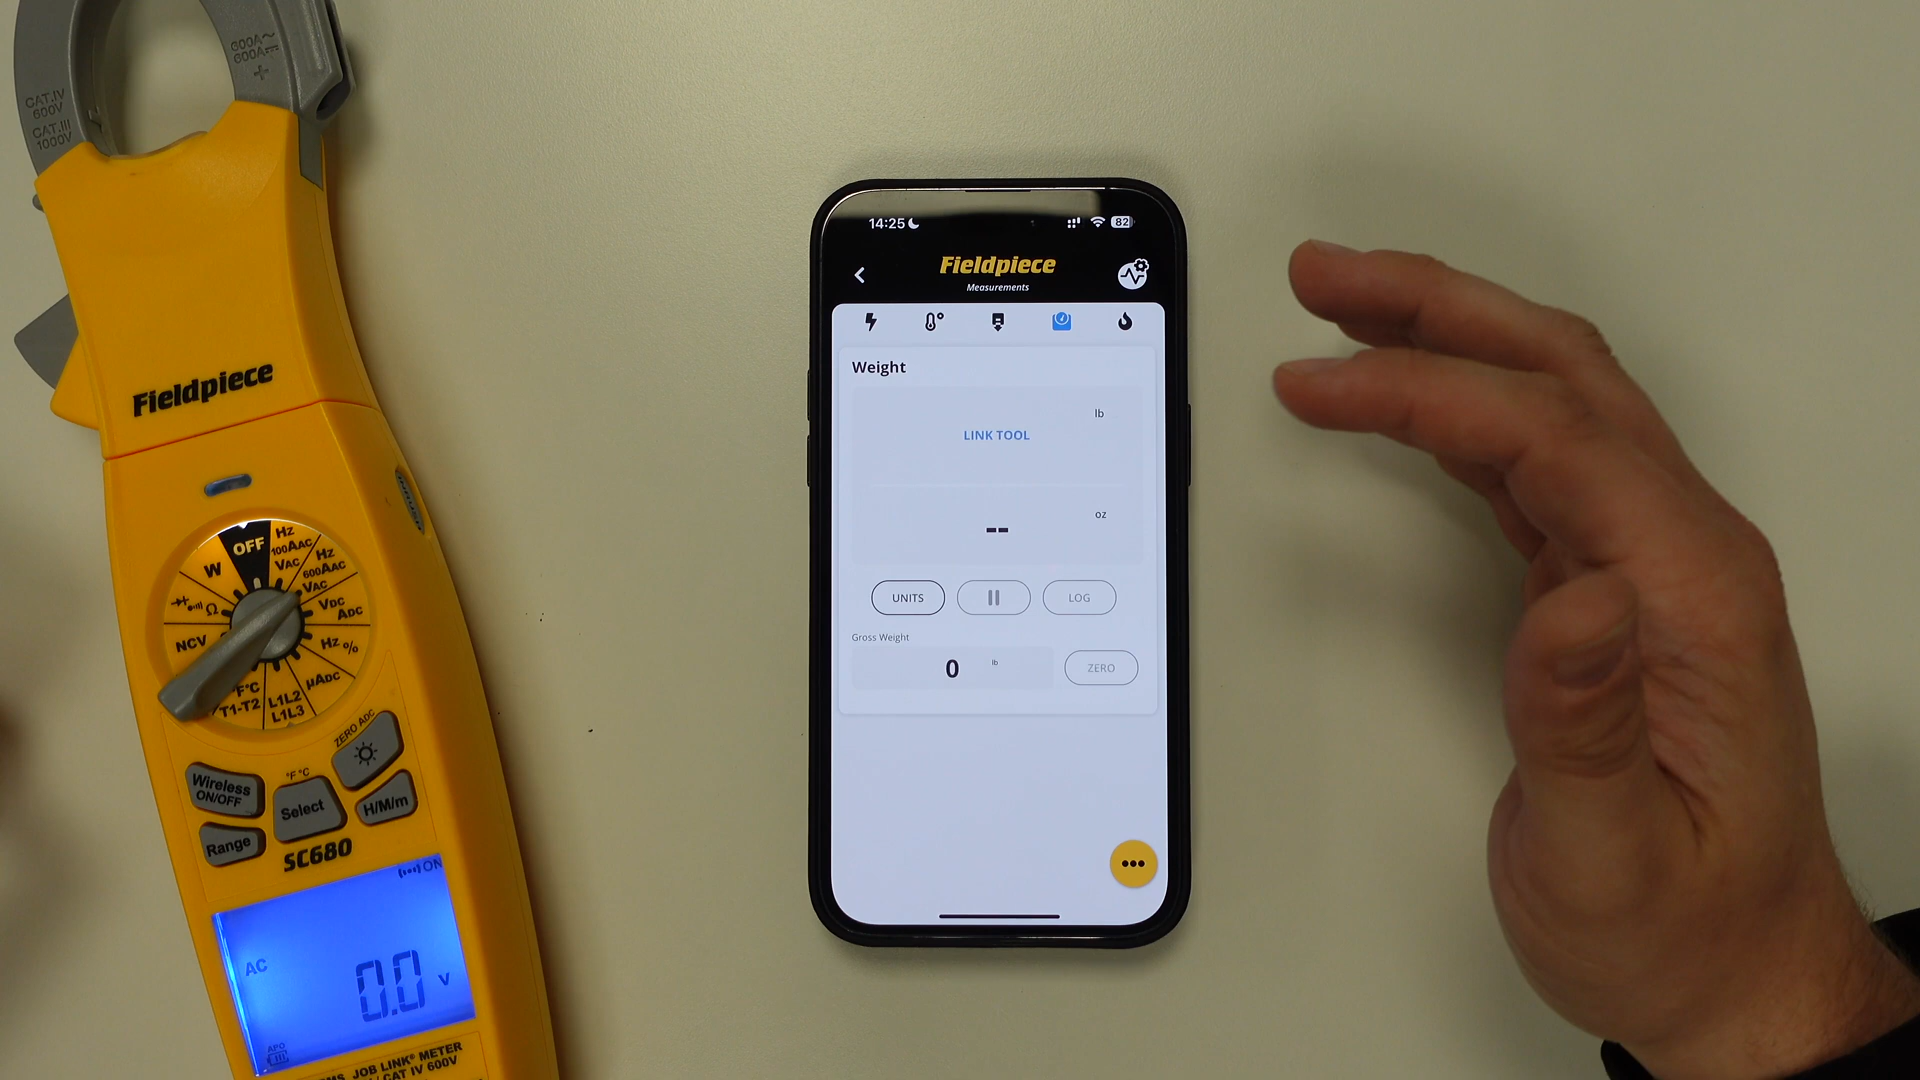 600A~
600A
CAT.IV
600V
CAT.III
1000V
Fieldpiece
INRUSH
OFF
Hz
100AAC
VAC
Hz
600AAC
VAC
VDC
ADC
Hz %
µADC
L1L2
L1L3
°F°C
T1-T2
NCV
Ω
W
ZERO ADC
Wireless
ON/OFF
°F°C
Select
H/M/m
Range
SC680
ON
AC
0.0 V
APO
JOB LINK® METER
CAT IV 600V
14:25
82
Fieldpiece
Measurements
Weight
lb
LINK TOOL
oz
--
UNITS
LOG
Gross Weight
0 lb
ZERO